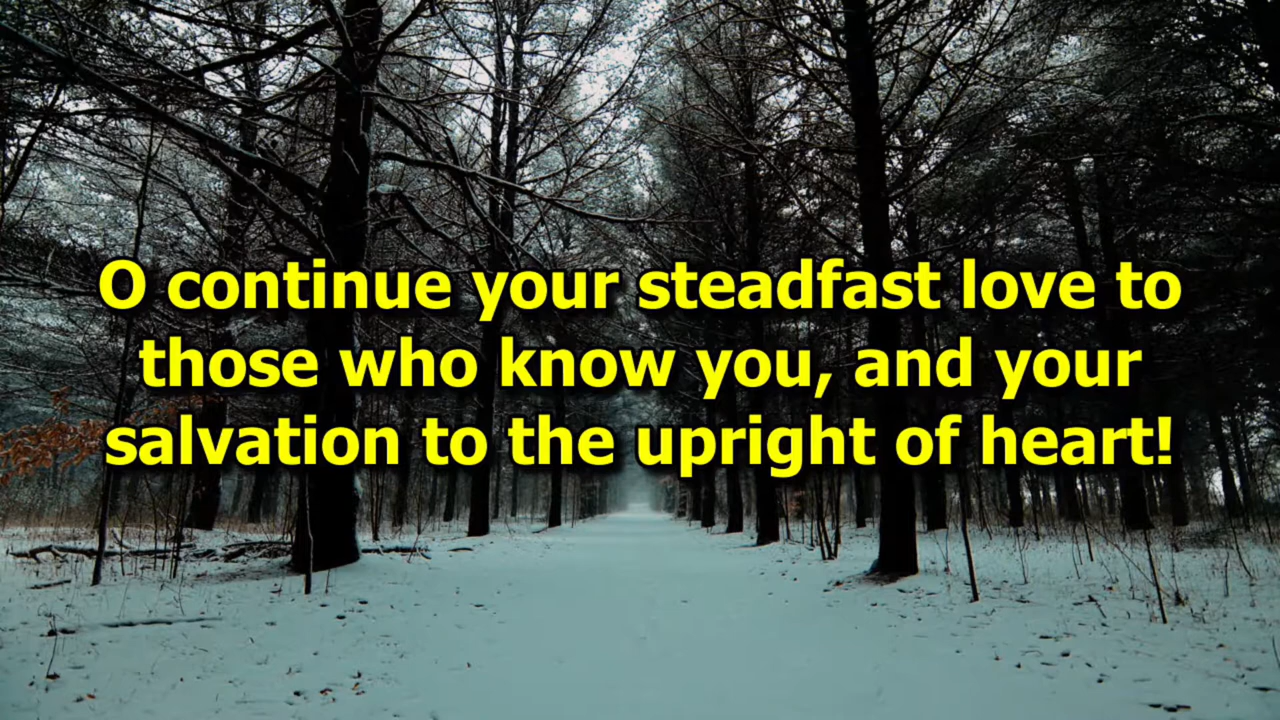 O continue your steadfast love to
those who know you, and your
salvation to the upright of heart!